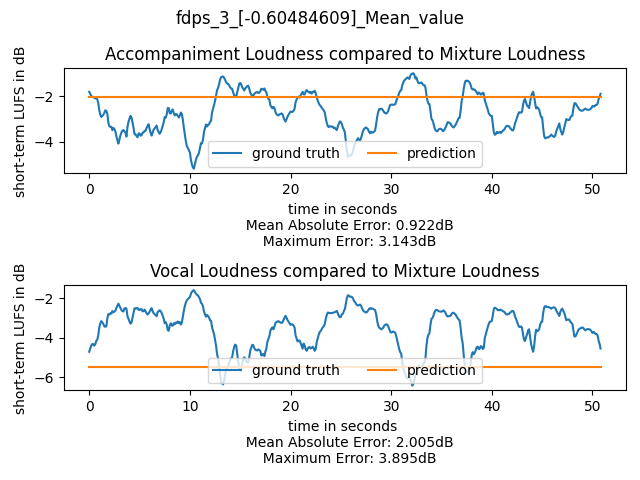 fdps_3_[-0.60484609]_Mean_value
Accompaniment Loudness compared to Mixture Loudness
short-term LUFS in dB
−2
−4
ground truth
prediction
0
10
20
30
40
50
time in seconds
Mean Absolute Error: 0.922dB
Maximum Error: 3.143dB
Vocal Loudness compared to Mixture Loudness
short-term LUFS in dB
−2
−4
−6
ground truth
prediction
0
10
20
30
40
50
time in seconds
Mean Absolute Error: 2.005dB
Maximum Error: 3.895dB